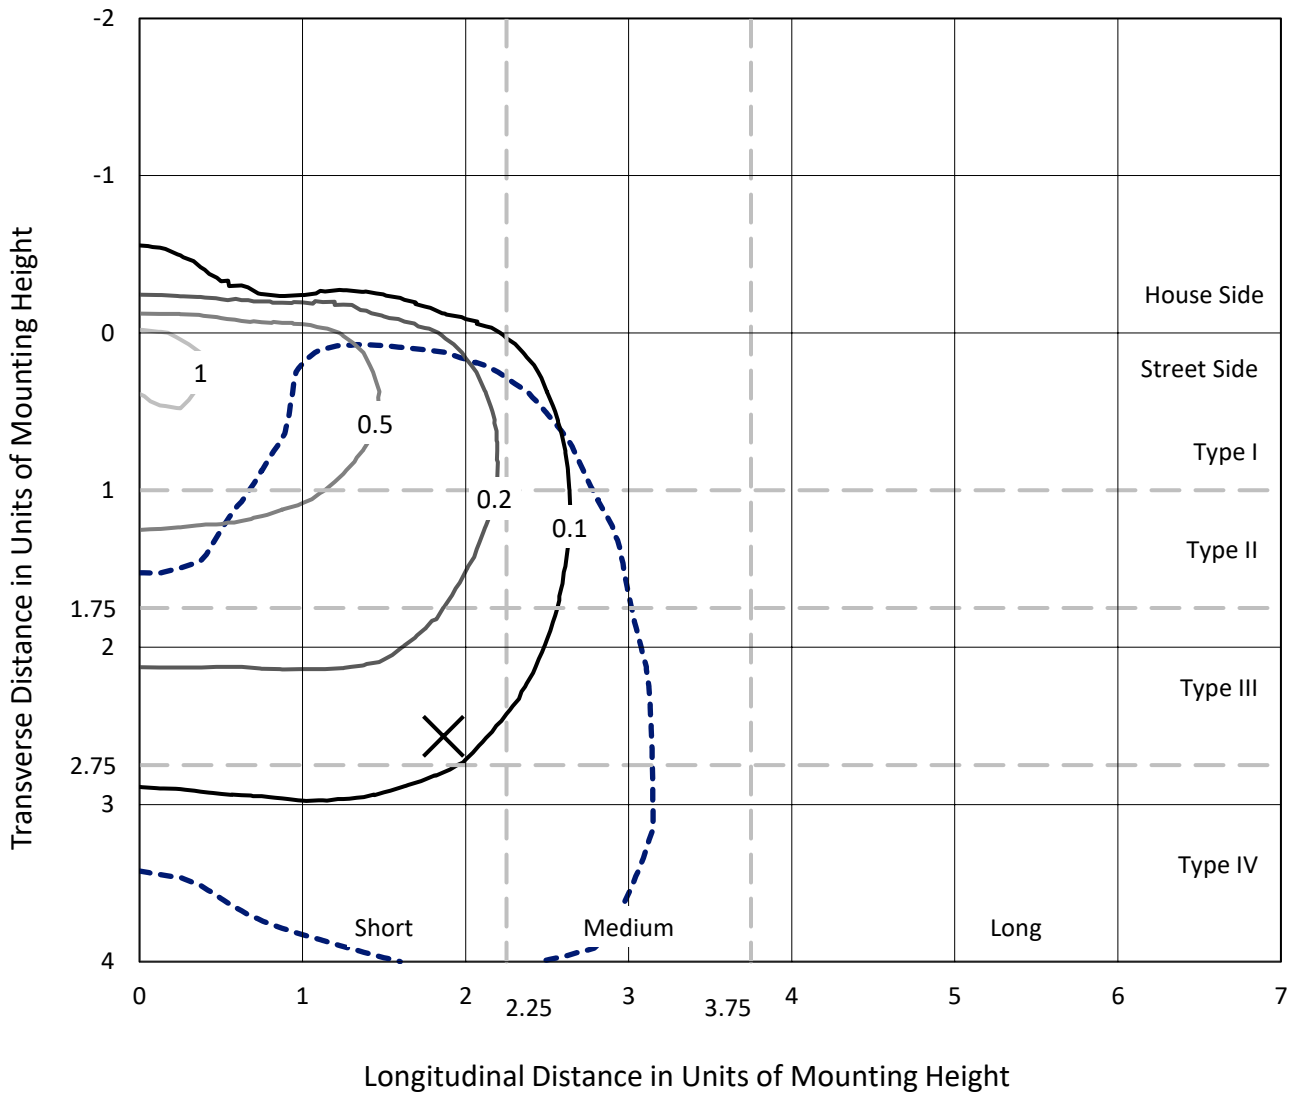 -2
-1
House Side
0
Street Side
1
0.5
Type I
1
0.2
0.1
Type II
1.75
2
Type III
2.75
3
Type IV
Short
Medium
Long
4
0
1
2
2.25
3
3.75
4
5
6
7
Transverse Distance in Units of Mounting Height
Longitudinal Distance in Units of Mounting Height